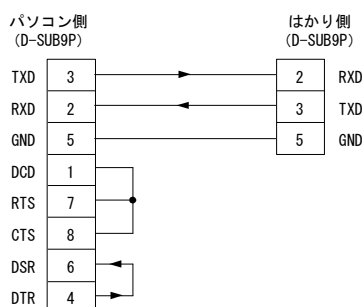 パソコン側 はかり側
(D-SUB9P) (D-SUB9P)
TXD 3 2 RXD
RXD 2 3 TXD
GND 5 5 GND
DCD 1
RTS 7
CTS 8
DSR 6
DTR 4